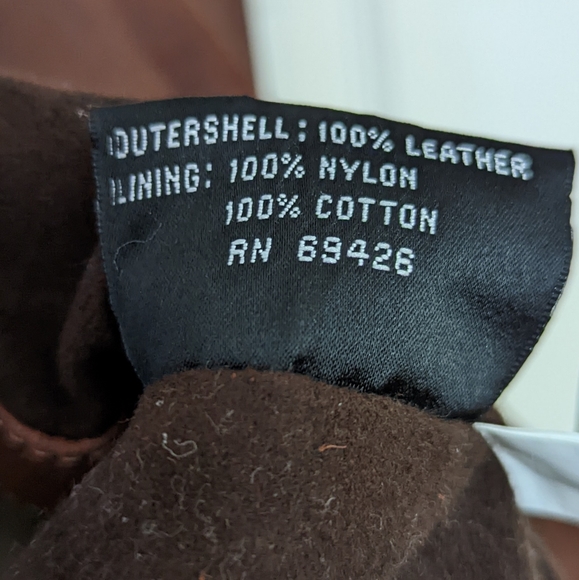 OUTERSHELL: 100% LEATHER
LINING: 100% NYLON
100% COTTON
RN 69426